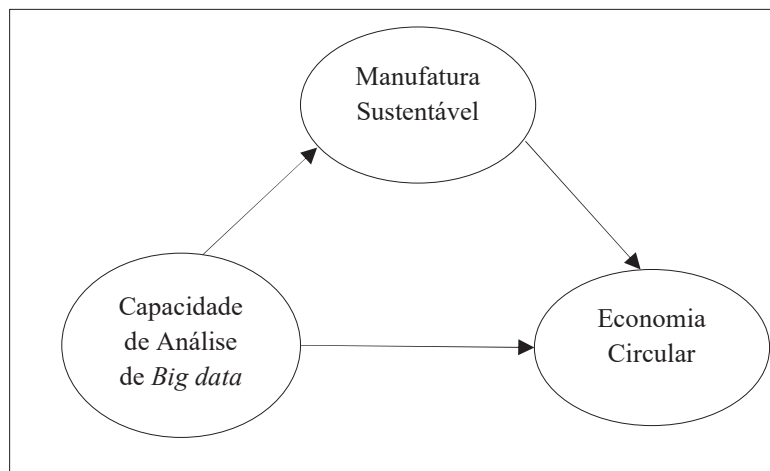 Manufatura
Sustentável
Capacidade
de Análise
de Big data
Economia
Circular